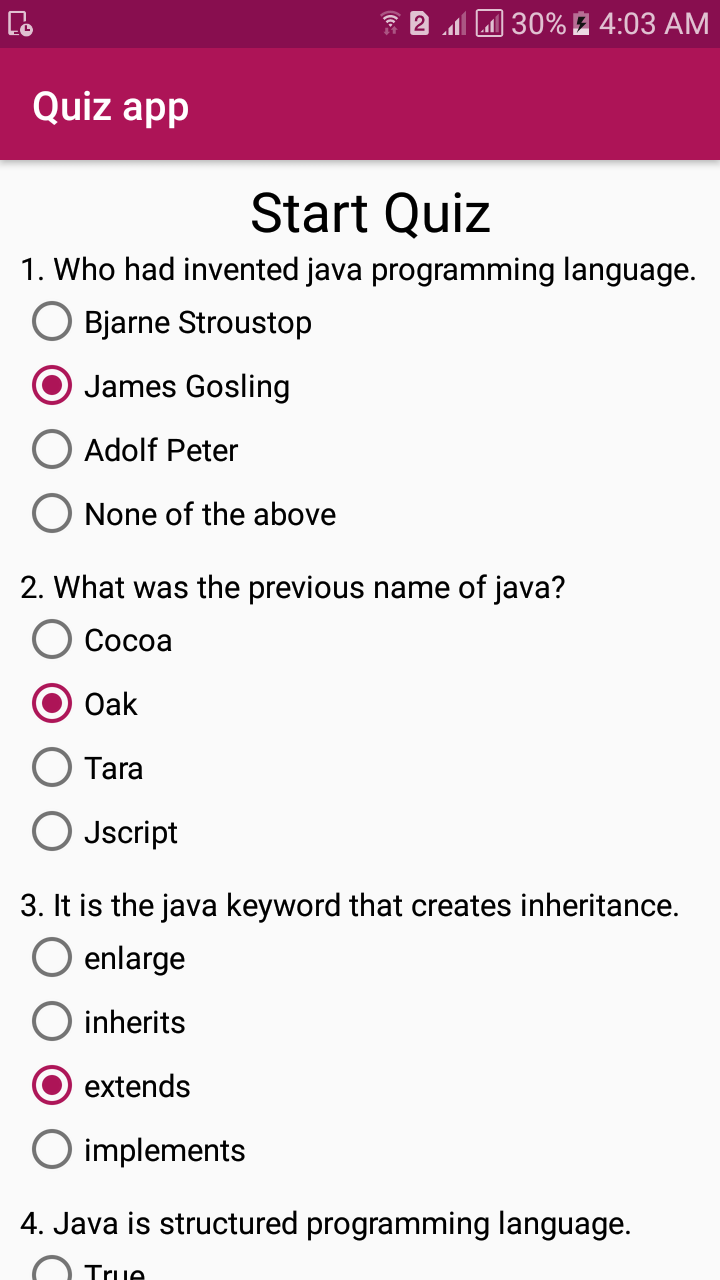 2 30% 4:03 AM
Quiz app
Start Quiz
1. Who had invented java programming language.
Bjarne Stroustop
James Gosling
Adolf Peter
None of the above
2. What was the previous name of java?
Cocoa
Oak
Tara
Jscript
3. It is the java keyword that creates inheritance.
enlarge
inherits
extends
implements
4. Java is structured programming language.
True